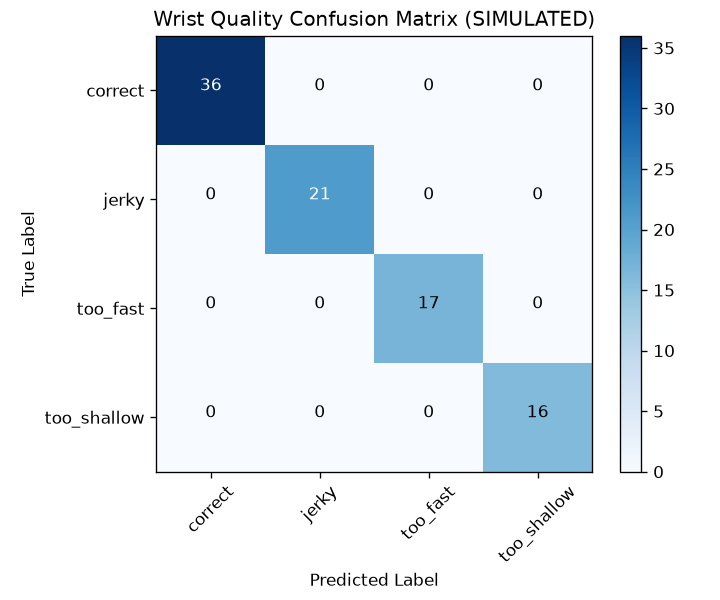 Wrist Quality Confusion Matrix (SIMULATED)
True Label
correct 36 0 0 0
jerky 0 21 0 0
too_fast 0 0 17 0
too_shallow 0 0 0 16
correct jerky too_fast too_shallow
Predicted Label
35
30
25
20
15
10
5
0